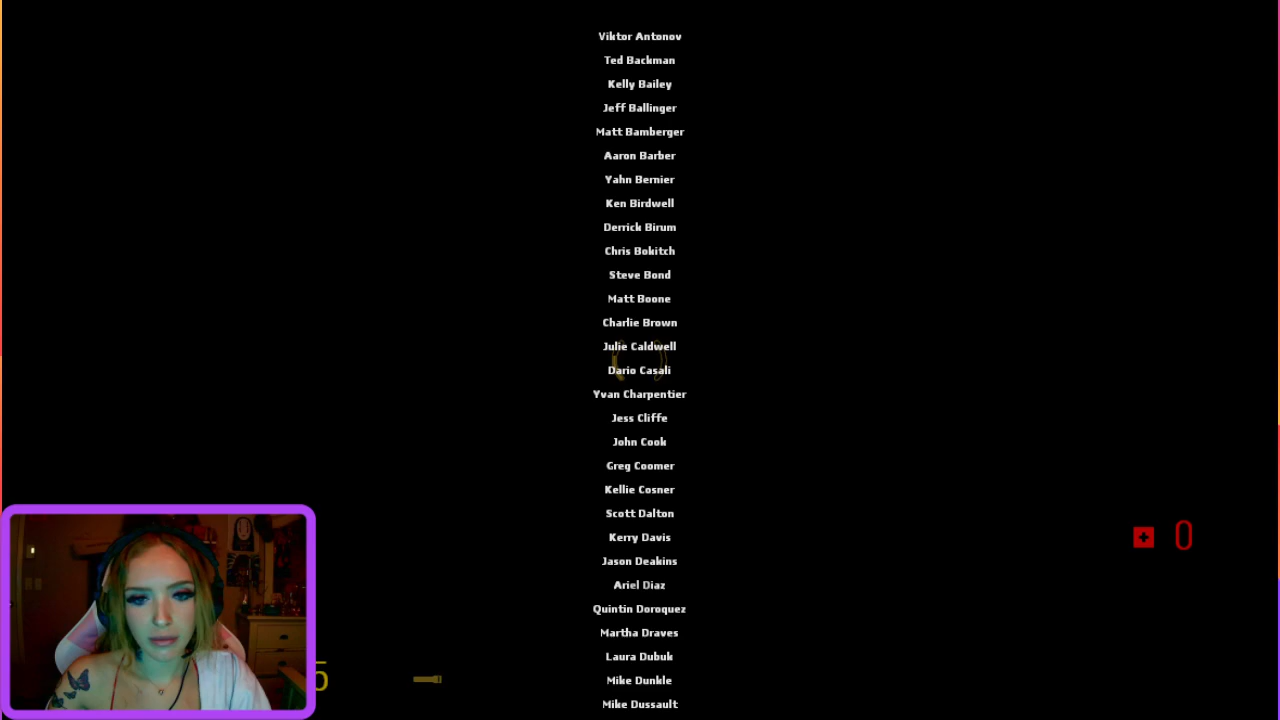 Viktor Antonov
Ted Backman
Kelly Bailey
Jeff Ballinger
Matt Bamberger
Aaron Barber
Yahn Bernier
Ken Birdwell
Derrick Birum
Chris Bokitch
Steve Bond
Matt Boone
Charlie Brown
Julie Caldwell
Dario Casali
Yvan Charpentier
Jess Cliffe
John Cook
Greg Coomer
Kellie Cosner
Scott Dalton
Kerry Davis
0
Jason Deakins
Ariel Diaz
Quintin Doroquez
Martha Draves
Laura Dubuk
5
Mike Dunkle
Mike Dussault